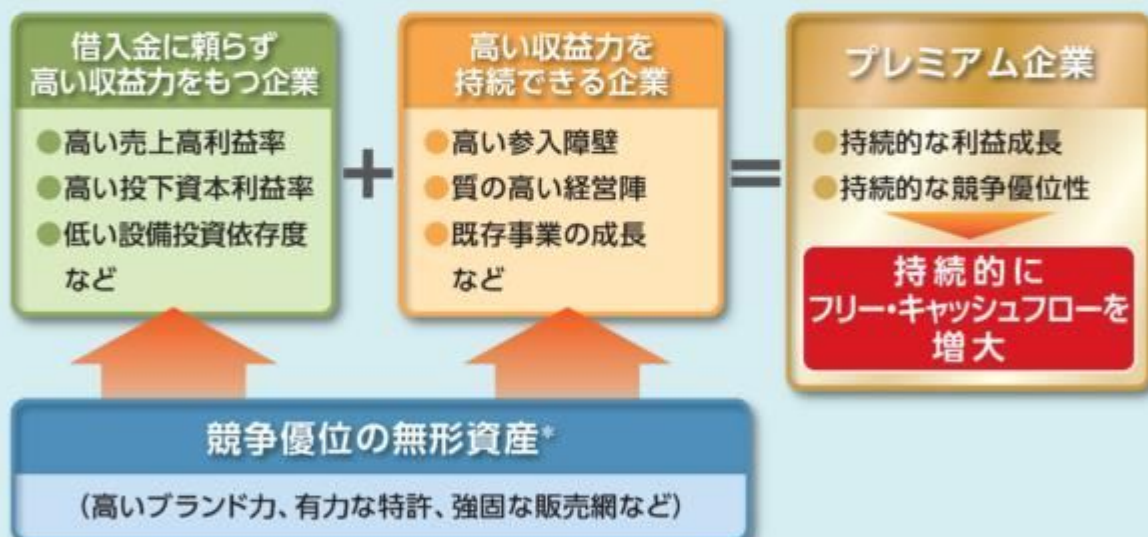 借入金に頼らず
高い収益力をもつ企業
●高い売上高利益率
●高い投下資本利益率
●低い設備投資依存度
など
+
高い収益力を
持続できる企業
●高い参入障壁
●質の高い経営陣
●既存事業の成長
など
=
プレミアム企業
●持続的な利益成長
●持続的な競争優位性
持続的に
フリー・キャッシュフローを
増大
競争優位の無形資産*
(高いブランド力、有力な特許、強固な販売網など)